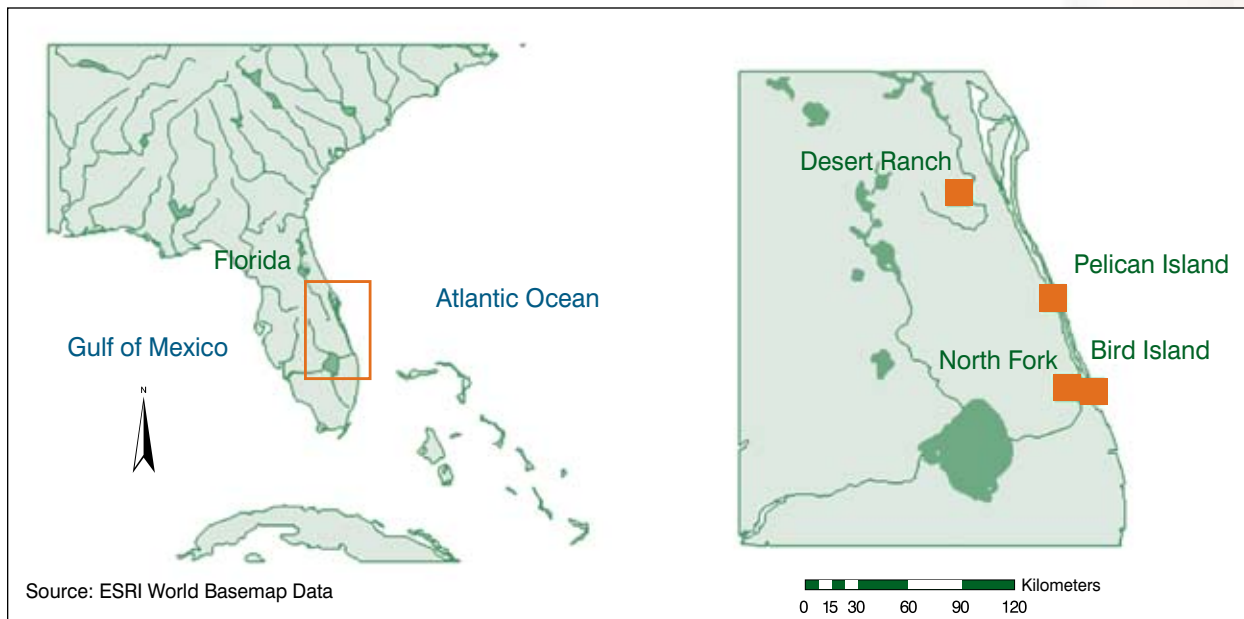 Florida
Atlantic Ocean
Gulf of Mexico
N
Source: ESRI World Basemap Data
Desert Ranch
Pelican Island
Bird Island
North Fork
Kilometers
0 15 30 60 90 120